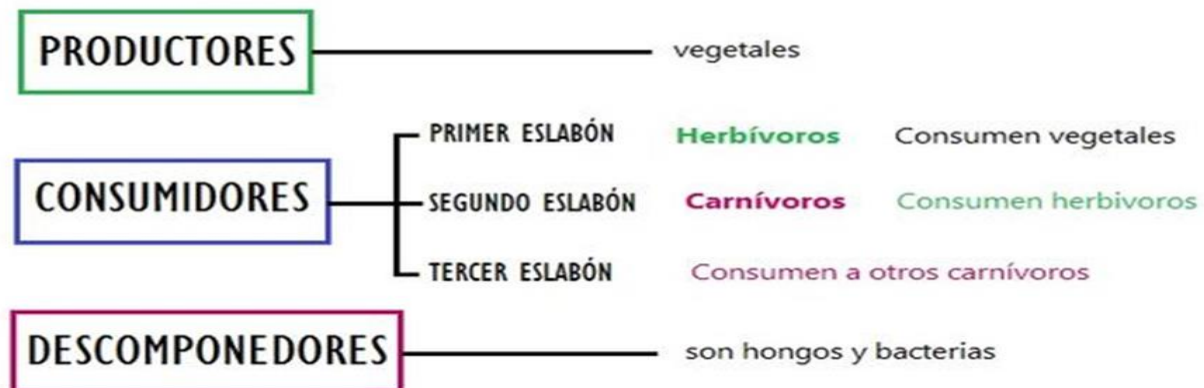 PRODUCTORES vegetales
PRIMER ESLABÓN Herbívoros Consumen vegetales
CONSUMIDORES SEGUNDO ESLABÓN Carnívoros Consumen herbivoros
TERCER ESLABÓN Consumen a otros carnívoros
DESCOMPONEDORES son hongos y bacterias